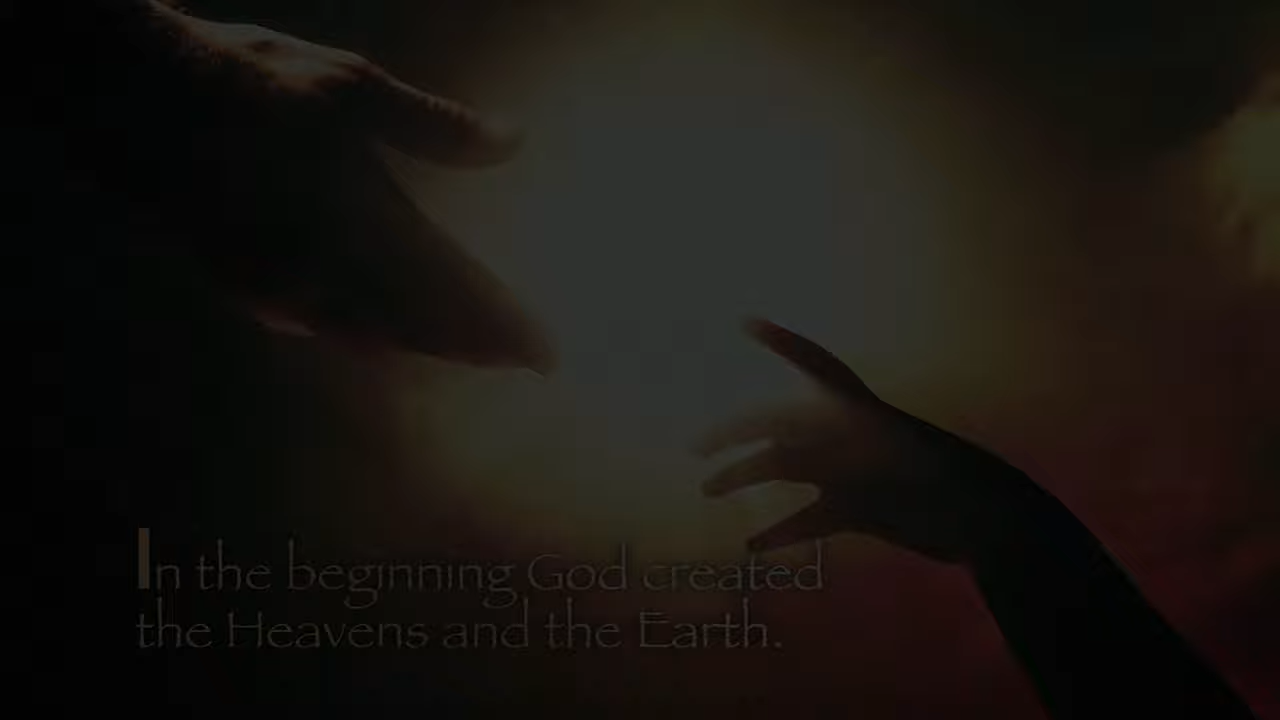 In the beginning God created
the Heavens and the Earth.